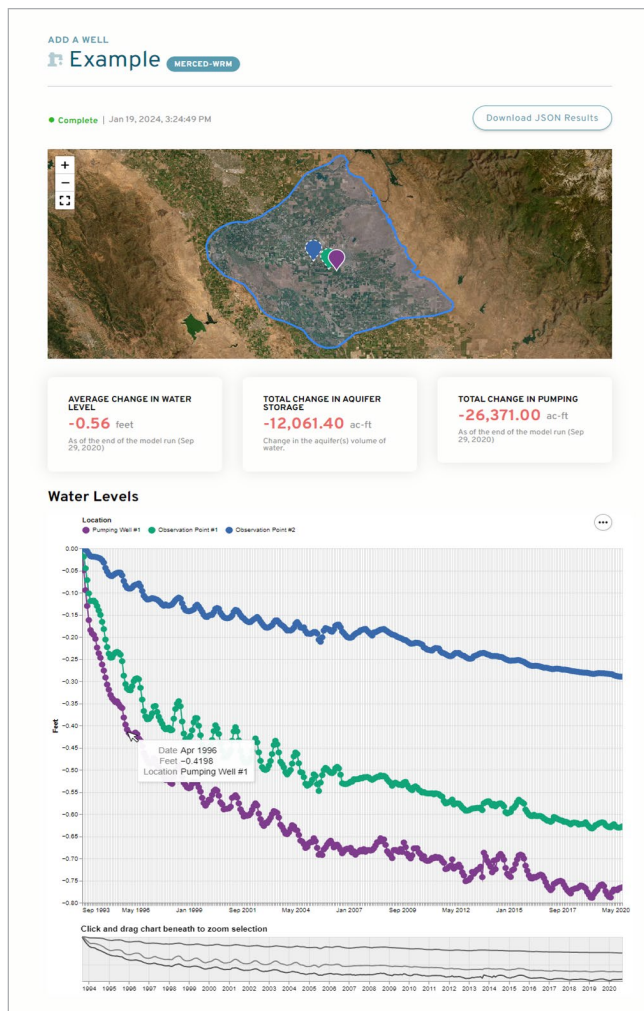 ADD A WELL
Example MERCED-WRM
Complete | Jan 19, 2024, 3:24:49 PM
Download JSON Results
+
−
AVERAGE CHANGE IN WATER
LEVEL
-0.56 feet
As of the end of the model run (Sep
29, 2020)
TOTAL CHANGE IN AQUIFER
STORAGE
-12,061.40 ac-ft
Change in the aquifer(s) volume of
water.
TOTAL CHANGE IN PUMPING
-26,371.00 ac-ft
As of the end of the model run (Sep
29, 2020)
Water Levels
Location
Pumping Well #1 Observation Point #1 Observation Point #2
0.00
−0.05
−0.10
−0.15
−0.20
−0.25
−0.30
−0.35
−0.40
−0.45
−0.50
−0.55
−0.60
−0.65
−0.70
−0.75
−0.80
Feet
Date Apr 1996
Feet −0.4198
Location Pumping Well #1
Sep 1993 May 1996 Jan 1999 Sep 2001 May 2004 Jan 2007 Sep 2009 May 2012 Jan 2015 Sep 2017 May 2020
Click and drag chart beneath to zoom selection
1994 1995 1996 1997 1998 1999 2000 2001 2002 2003 2004 2005 2006 2007 2008 2009 2010 2011 2012 2013 2014 2015 2016 2017 2018 2019 2020